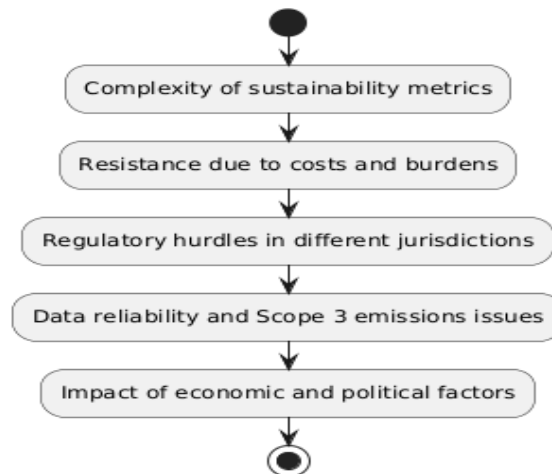 Complexity of sustainability metrics
Resistance due to costs and burdens
Regulatory hurdles in different jurisdictions
Data reliability and Scope 3 emissions issues
Impact of economic and political factors